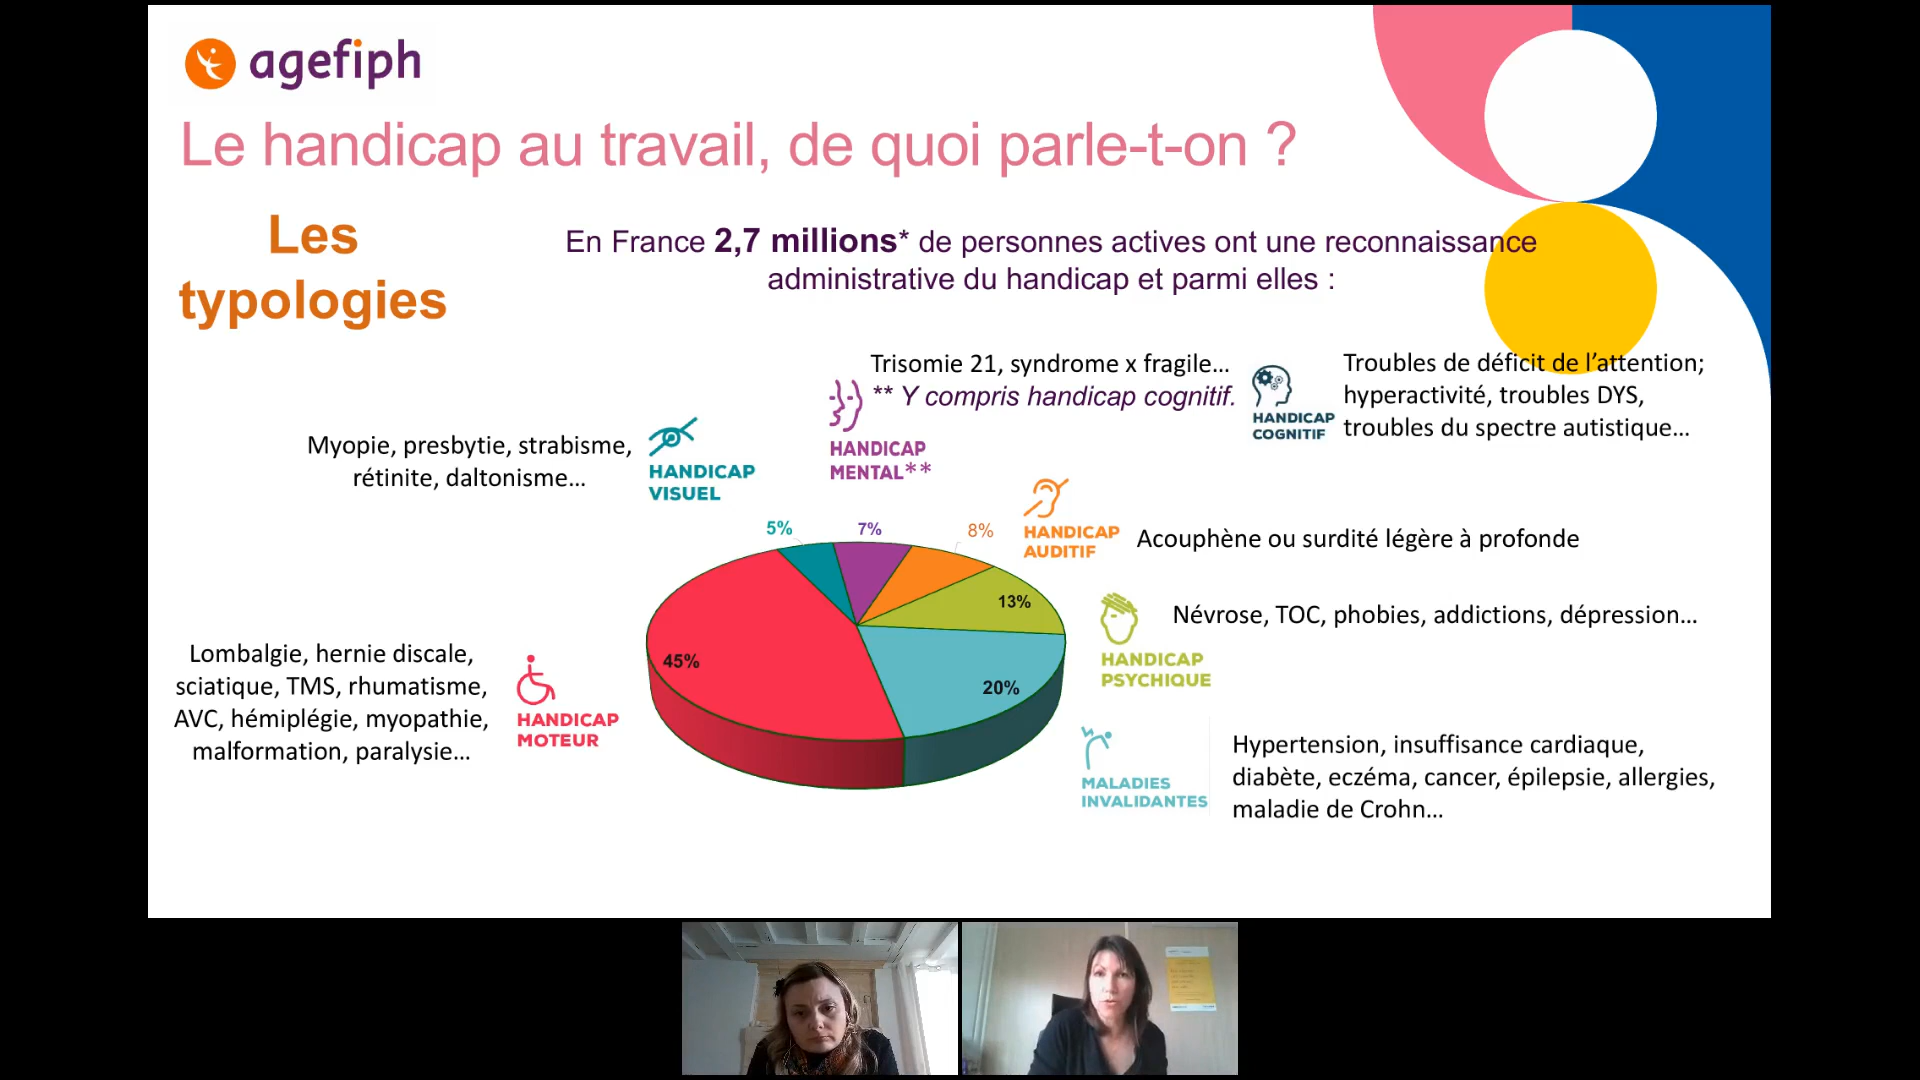 agefiph
Le handicap au travail, de quoi parle-t-on ?
Les
typologies
En France 2,7 millions* de personnes actives ont une reconnaissance
administrative du handicap et parmi elles :
Trisomie 21, syndrome x fragile...
** Y compris handicap cognitif.
HANDICAP
MENTAL**
HANDICAP
COGNITIF
Troubles de déficit de l'attention;
hyperactivité, troubles DYS,
troubles du spectre autistique...
Myopie, presbytie, strabisme,
rétinite, daltonisme...
HANDICAP
VISUEL
HANDICAP
AUDITIF
Acouphène ou surdité légère à profonde
5%
7%
8%
13%
20%
45%
HANDICAP
PSYCHIQUE
Névrose, TOC, phobies, addictions, dépression...
Lombalgie, hernie discale,
sciatique, TMS, rhumatisme,
AVC, hémiplégie, myopathie,
malformation, paralysie...
HANDICAP
MOTEUR
MALADIES
INVALIDANTES
Hypertension, insuffisance cardiaque,
diabète, eczéma, cancer, épilepsie, allergies,
maladie de Crohn...